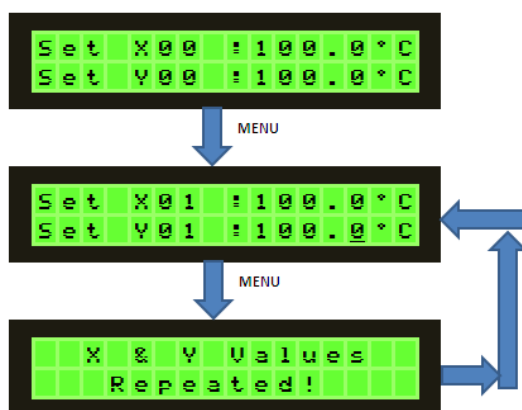 Set X00 :100.0°C
Set Y00 :100.0°C
MENU
Set X01 :100.0°C
Set Y01 :100.0°C
MENU
X & Y Values
Repeated!